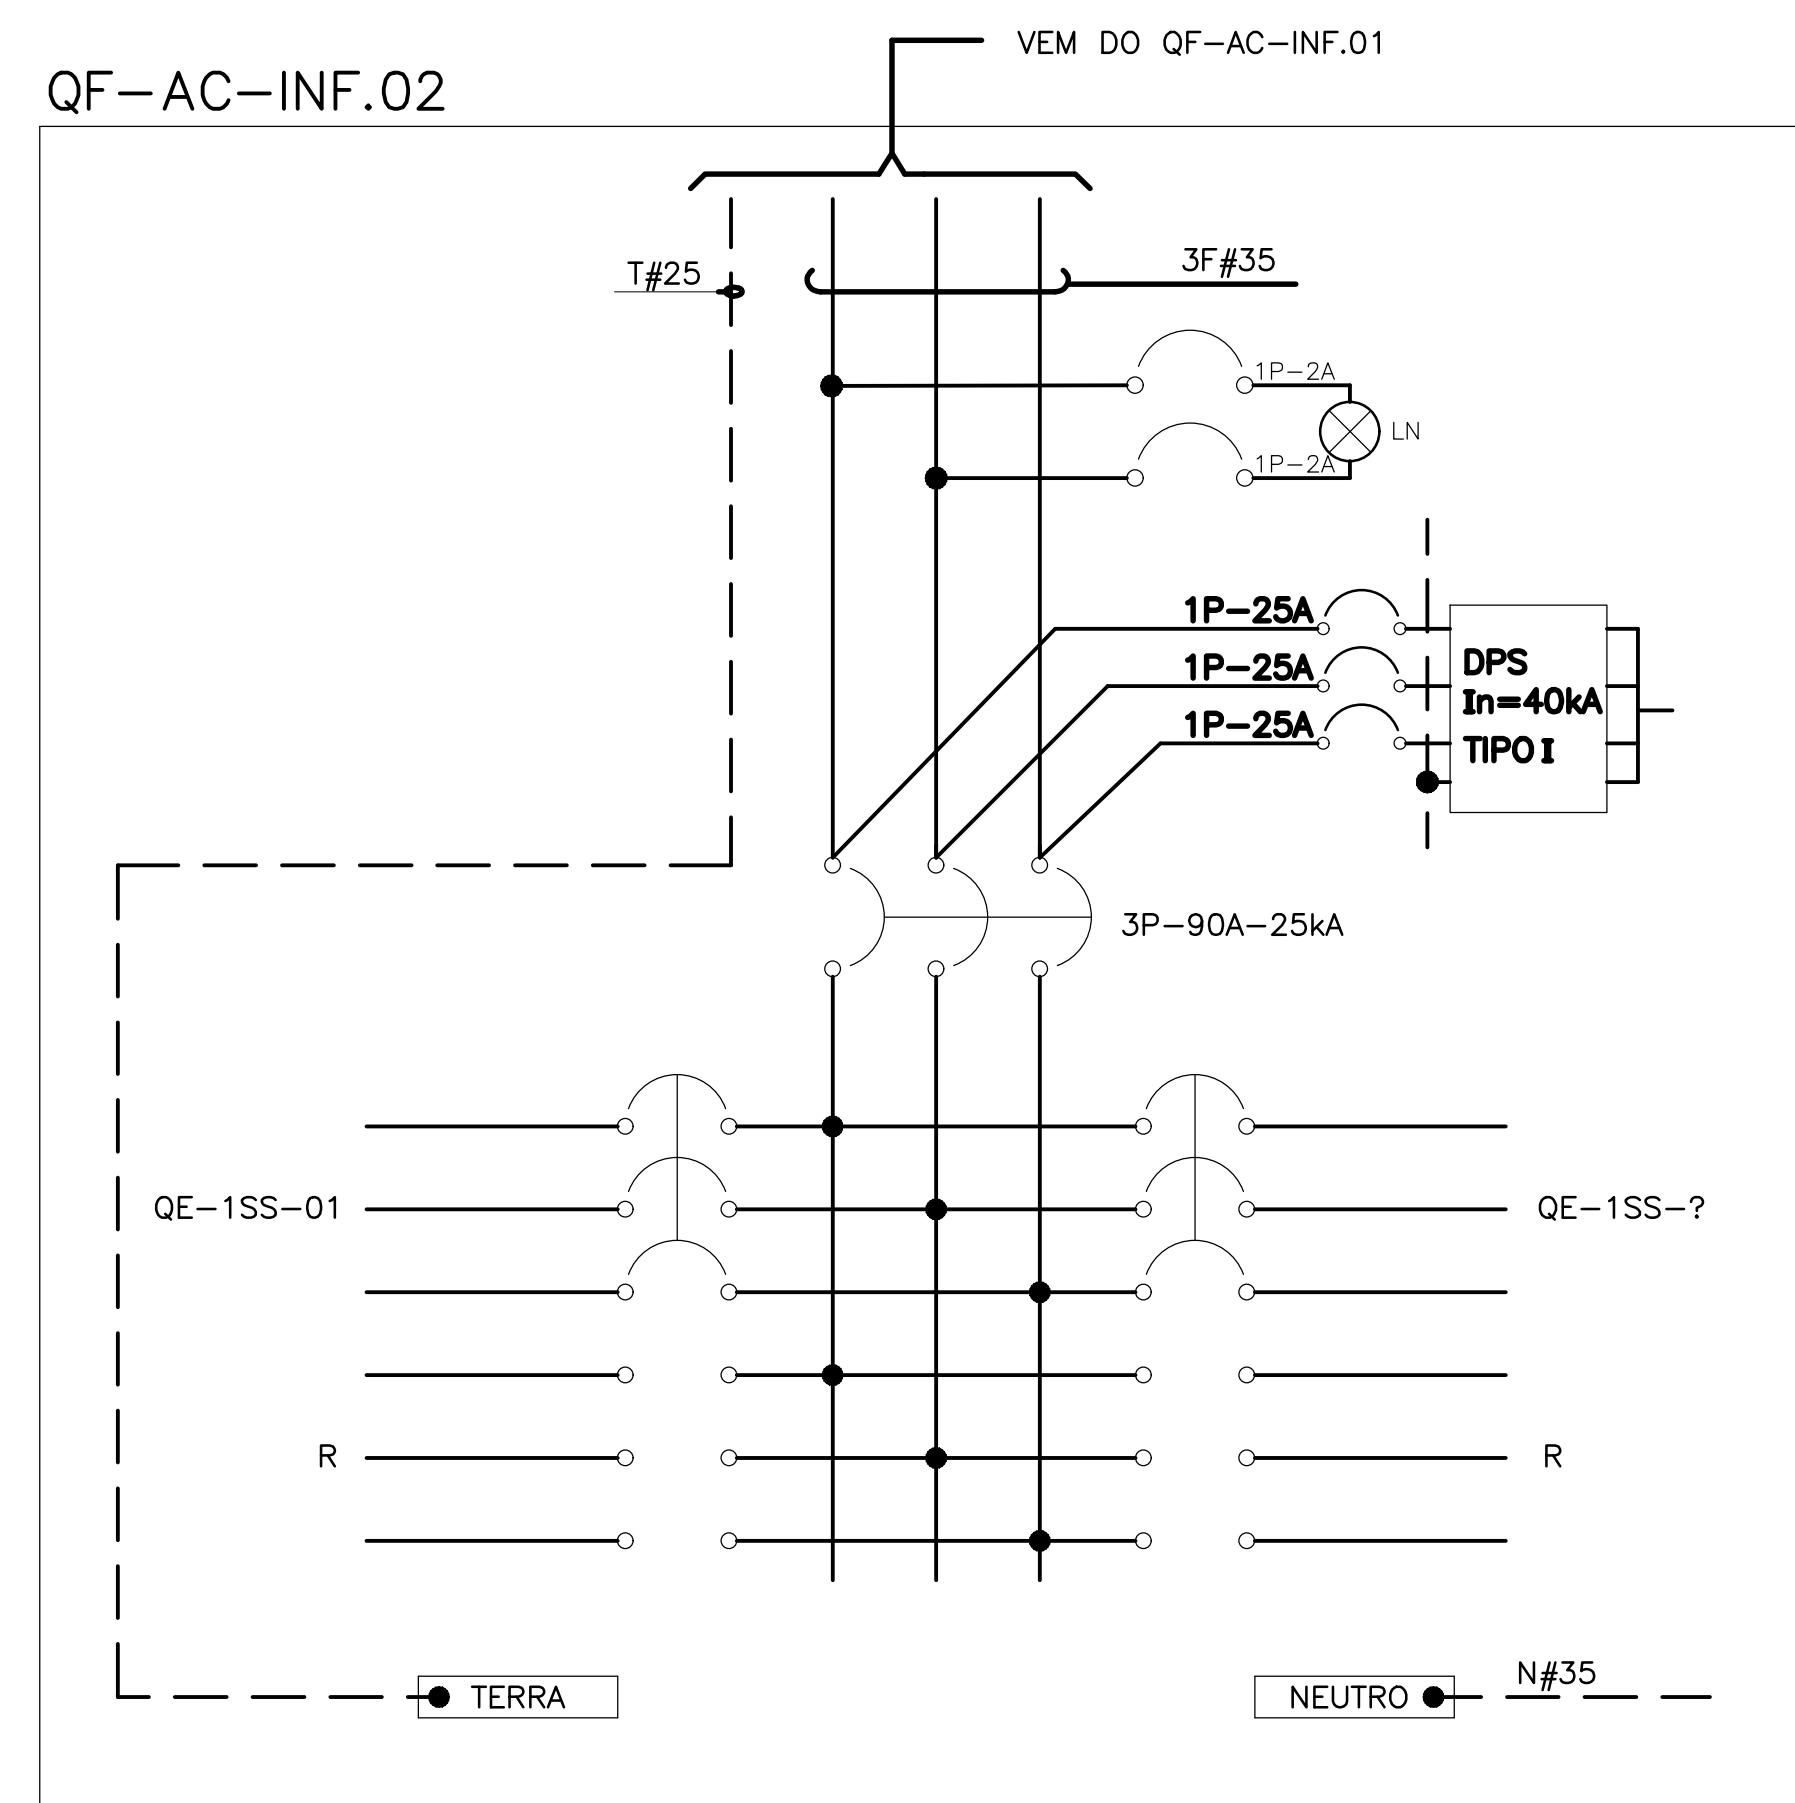 VEM DO QF-AC-INF.01
QF-AC-INF.02
T#25
3F#35
1P-2A
LN
1P-2A
1P-25A
1P-25A
1P-25A
DPS
In=40kA
TIPO I
3P-90A-25kA
QE-1SS-01
QE-1SS-?
R
R
TERRA
NEUTRO
N#35